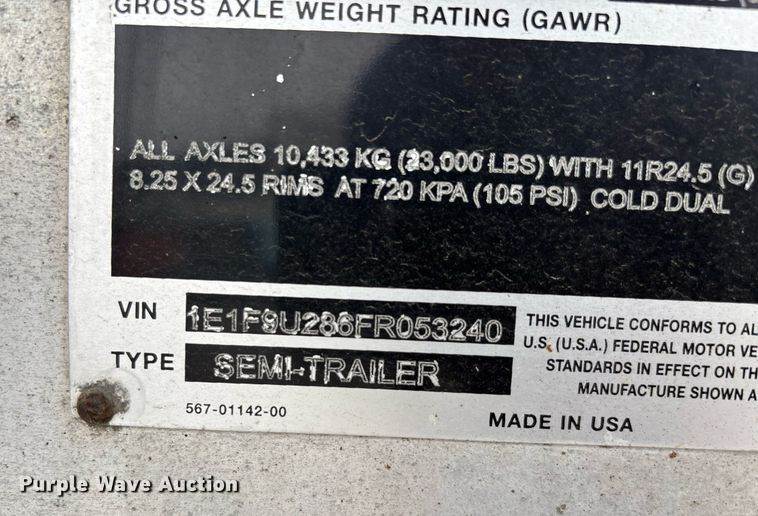 GROSS AXLE WEIGHT RATING (GAWR)
ALL AXLES 10,433 KG (23,000 LBS) WITH 11R24.5 (G)
8.25 X 24.5 RIMS AT 720 KPA (105 PSI) COLD DUAL
VIN 1E1F9U286FR053240
TYPE SEMI-TRAILER
THIS VEHICLE CONFORMS TO AL
U.S. (U.S.A.) FEDERAL MOTOR VE
STANDARDS IN EFFECT ON TH
MANUFACTURE SHOWN A
567-01142-00
MADE IN USA
Purple Wave Auction